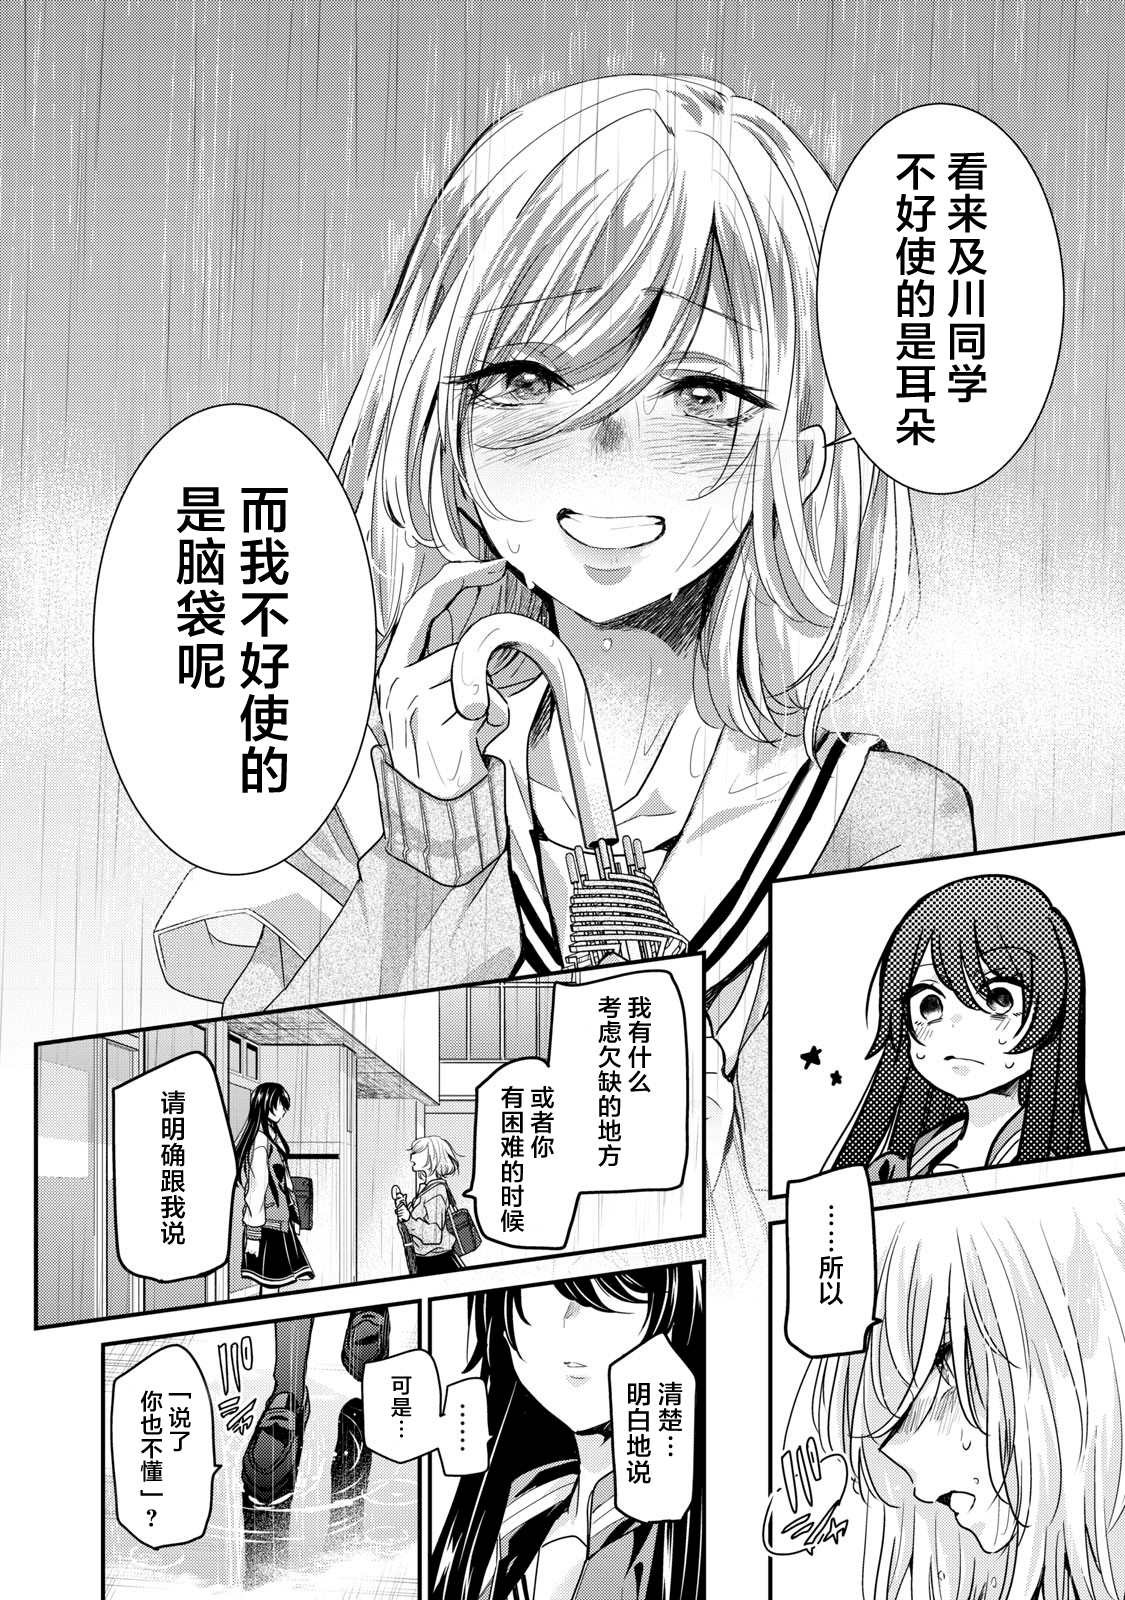 看来及川同学
不好使的是耳朵
而我不好使的
是脑袋呢
……所以
我有什么
考虑欠缺的地方
或者你
有困难的时候
请明确跟我说
清楚…
明白地说
……
可是…
「说了
你也不懂」?